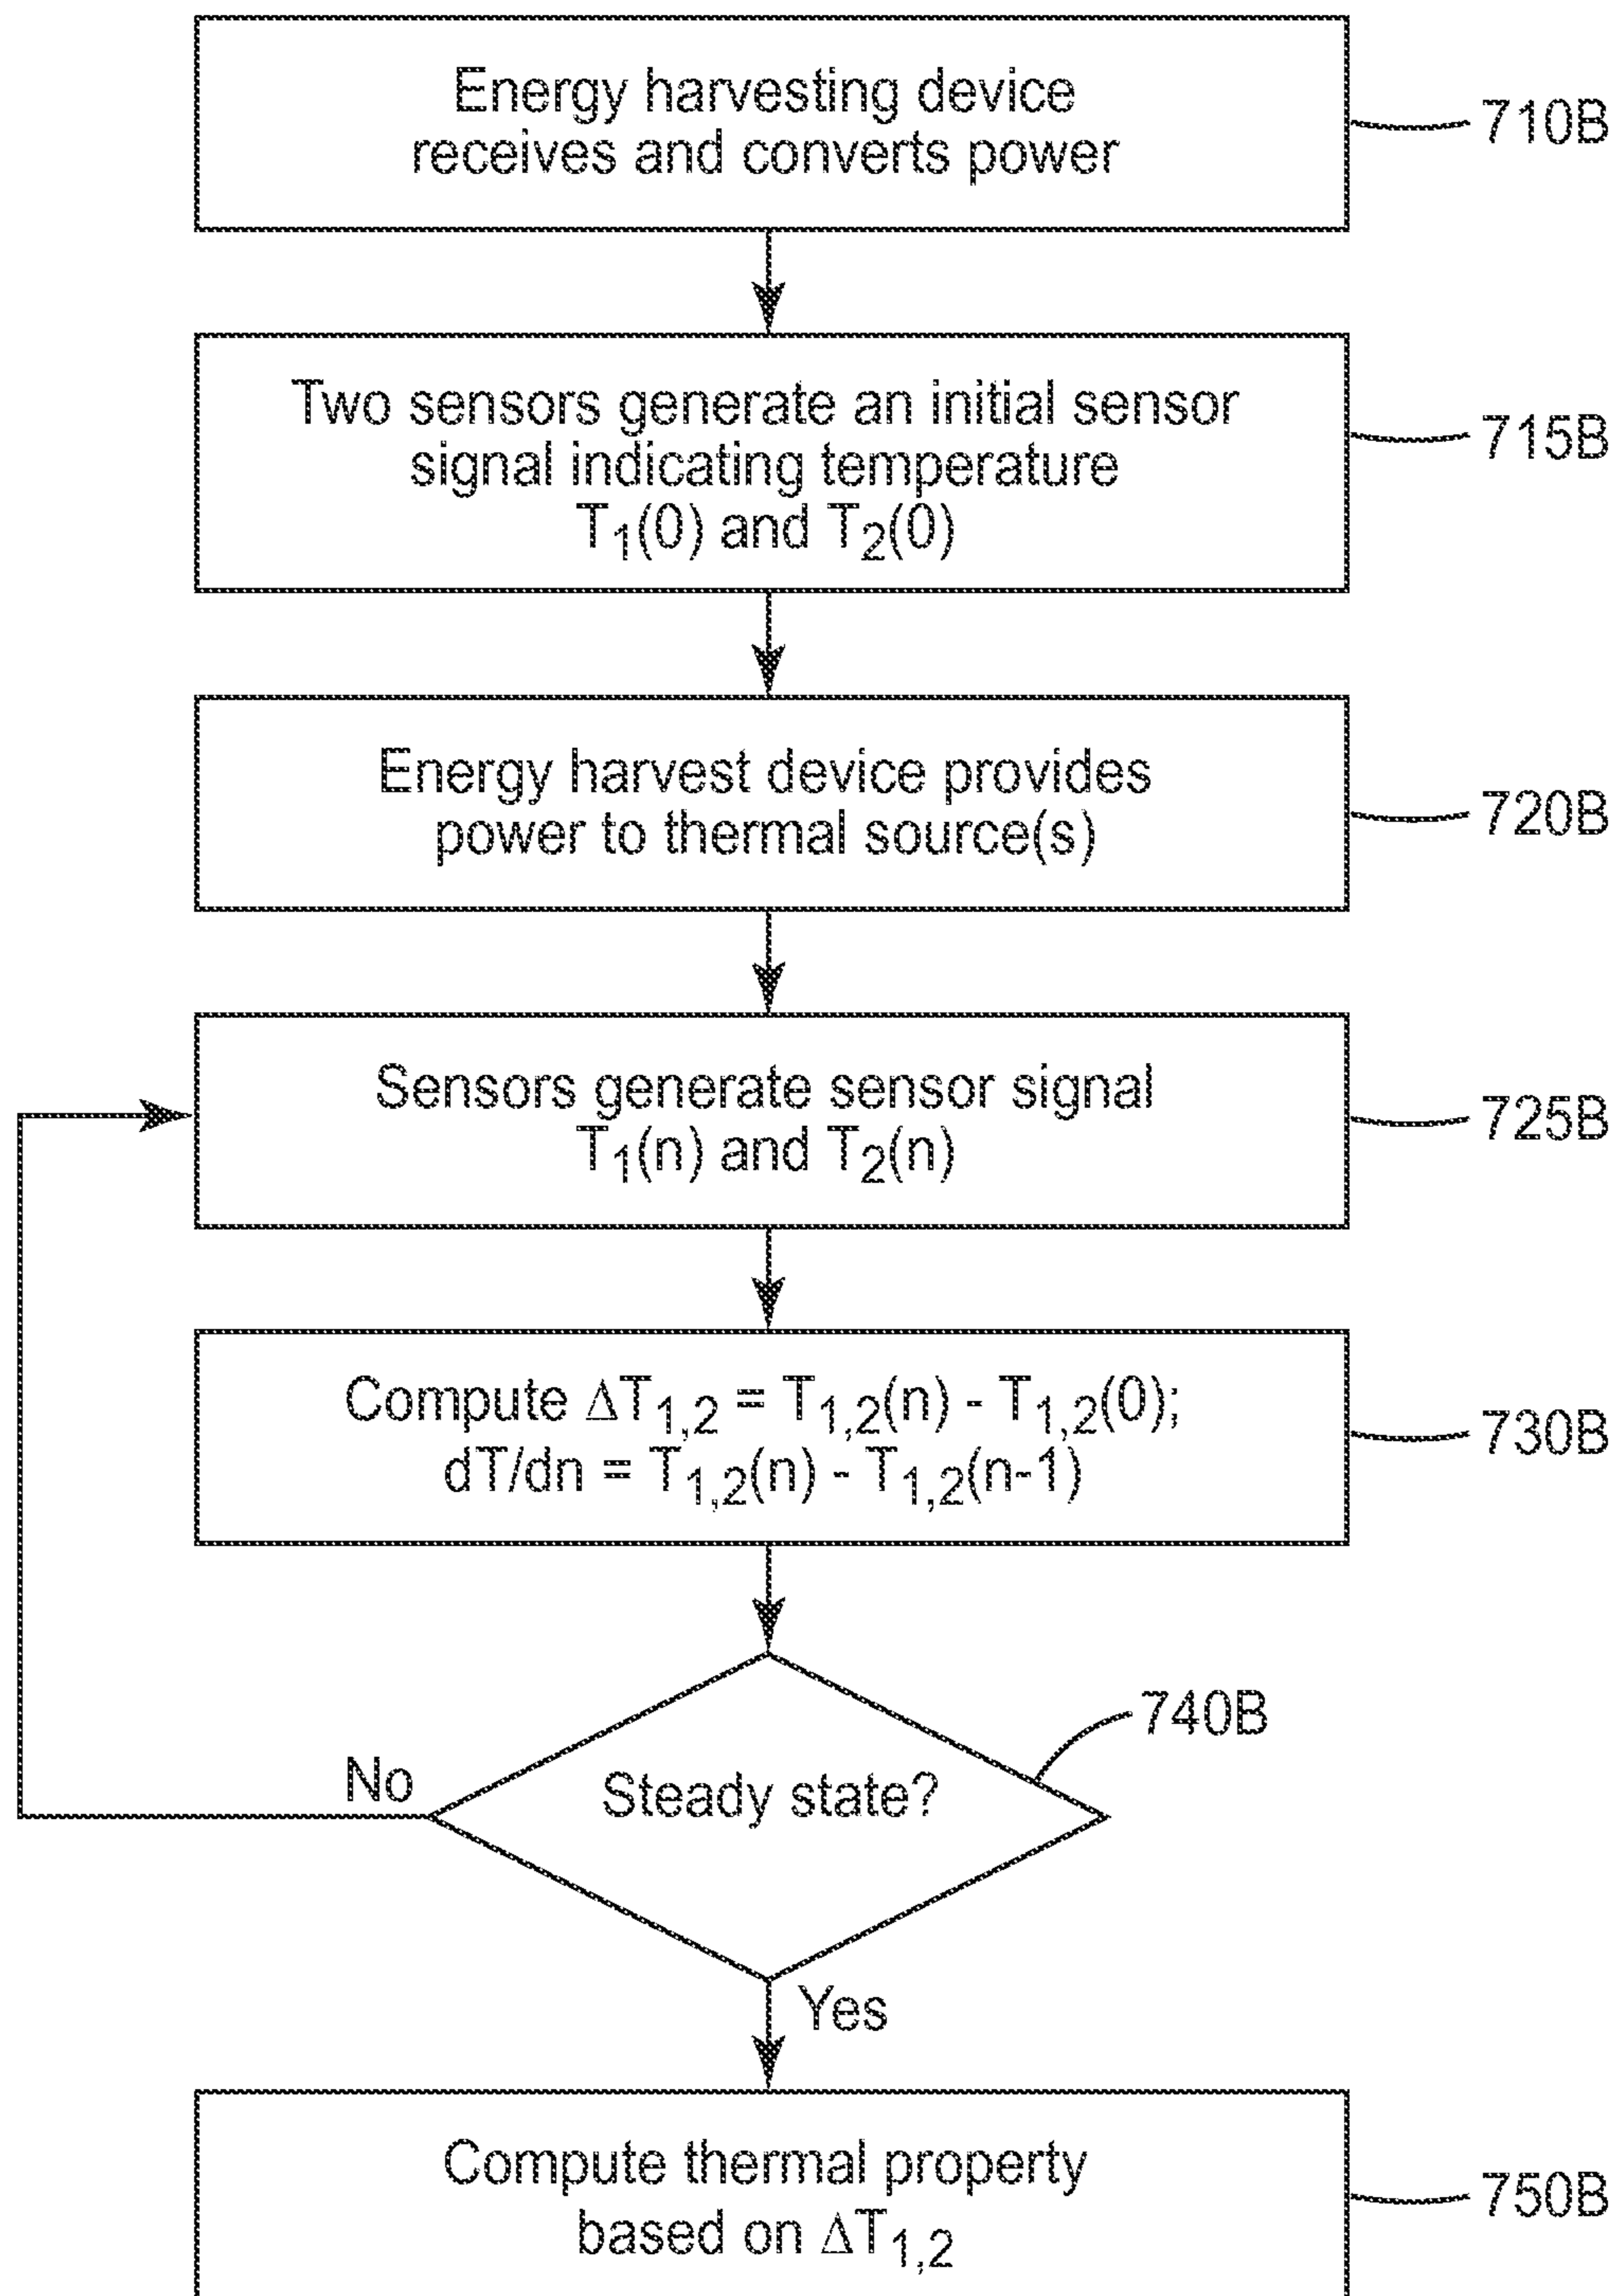 Energy harvesting device
receives and converts power
710B
Two sensors generate an initial sensor
signal indicating temperature
T₁(0) and T₂(0)
715B
Energy harvest device provides
power to thermal source(s)
720B
Sensors generate sensor signal
T₁(n) and T₂(n)
725B
Compute ΔT₁,₂ = T₁,₂(n) - T₁,₂(0);
dT/dn = T₁,₂(n) - T₁,₂(n-1)
730B
740B
No
Steady state?
Yes
Compute thermal property
based on ΔT₁,₂
750B